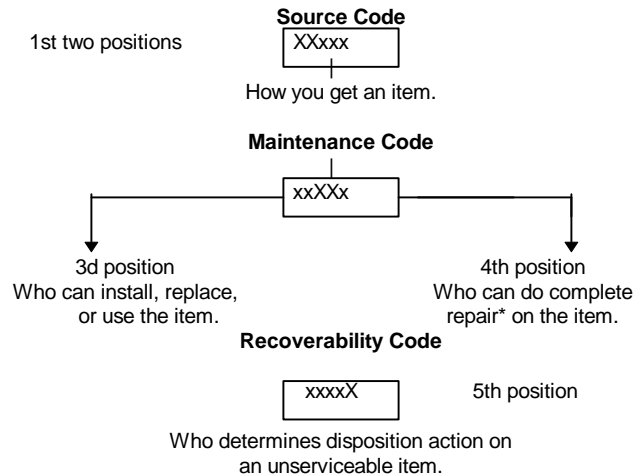 Source Code
1st two positions
XXxxx
How you get an item.
Maintenance Code
xxXXx
3d position
Who can install, replace,
or use the item.
4th position
Who can do complete
repair* on the item.
Recoverability Code
xxxxX
5th position
Who determines disposition action on
an unserviceable item.